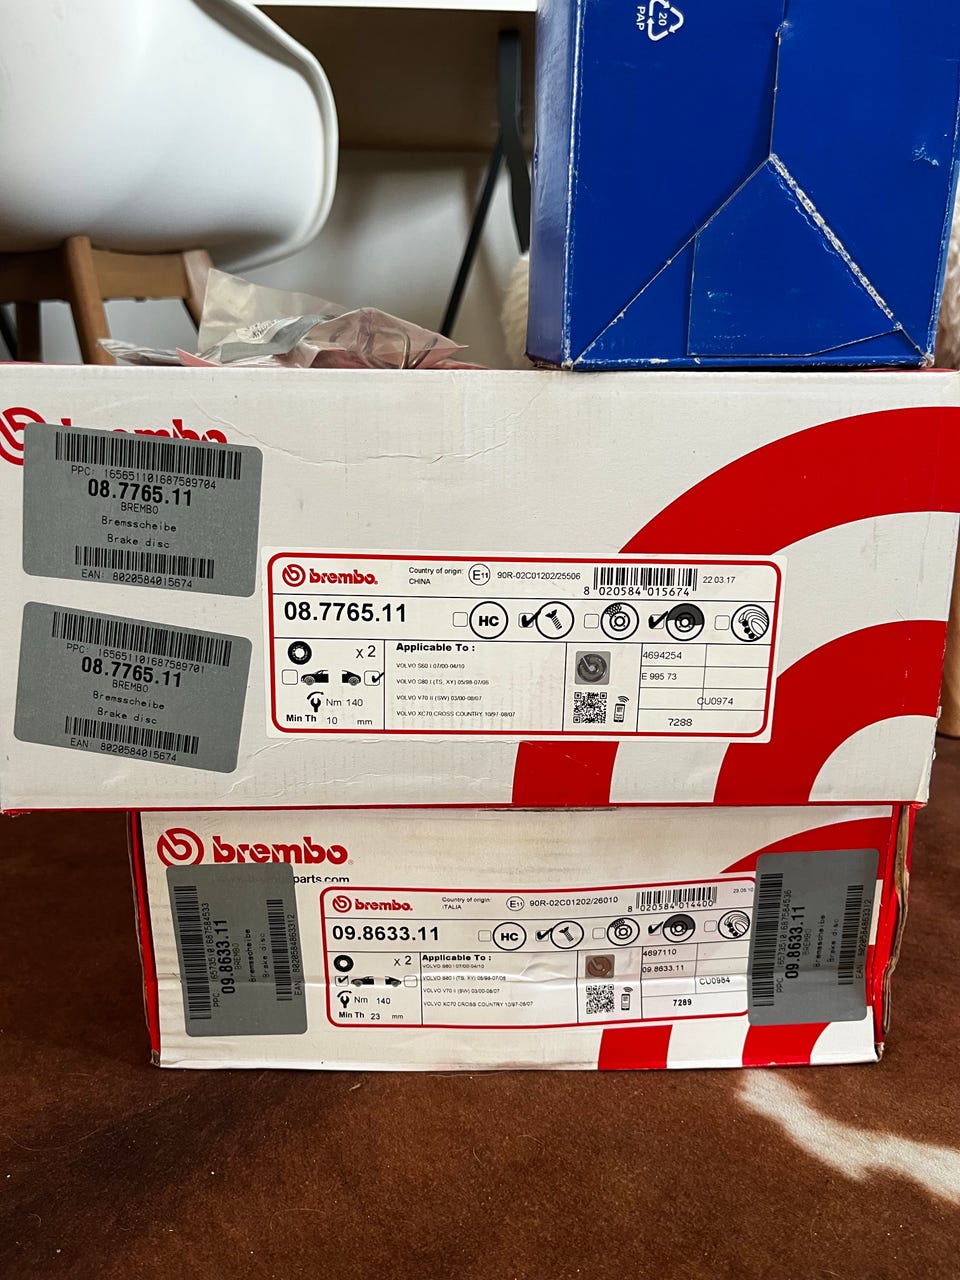 20
PAP
brembo
PPC: 165651101687589704
08.7765.11
BREMBO
Bremsscheibe
Brake disc
EAN: 8020584015674
PPC: 165651101687589701
08.7765.11
BREMBO
Bremsscheibe
Brake disc
EAN: 8020584015674
brembo.
Country of origin:
CHINA
E11
90R-02C01202/25506
8 020584 015674
22.03.17
08.7765.11
HC
x 2
Nm 140
Min Th 10 mm
Applicable To :
VOLVO S60 I 07/00-04/10
VOLVO S80 I (TS, XY) 05/98-07/06
VOLVO V70 II (SW) 03/00-08/07
VOLVO XC70 CROSS COUNTRY 10/97-08/07
4694254
E 995 73
CU0974
7288
brembo
parts.com
brembo.
Country of origin:
ITALIA
E11
90R-02C01202/26010
8 020584 014400
09.8633.11
HC
x 2
Nm 140
Min Th 23 mm
Applicable To :
VOLVO S60 I 07/00-04/10
VOLVO S80 I (TS, XY) 05/98-07/06
VOLVO V70 II (SW) 03/00-08/07
VOLVO XC70 CROSS COUNTRY 10/97-08/07
4697110
09.8633.11
CU0984
7289
09.8633.11
BREMBO
Bremsscheibe
Brake disc
09.8633.11
BREMBO
Bremsscheibe
Brake disc